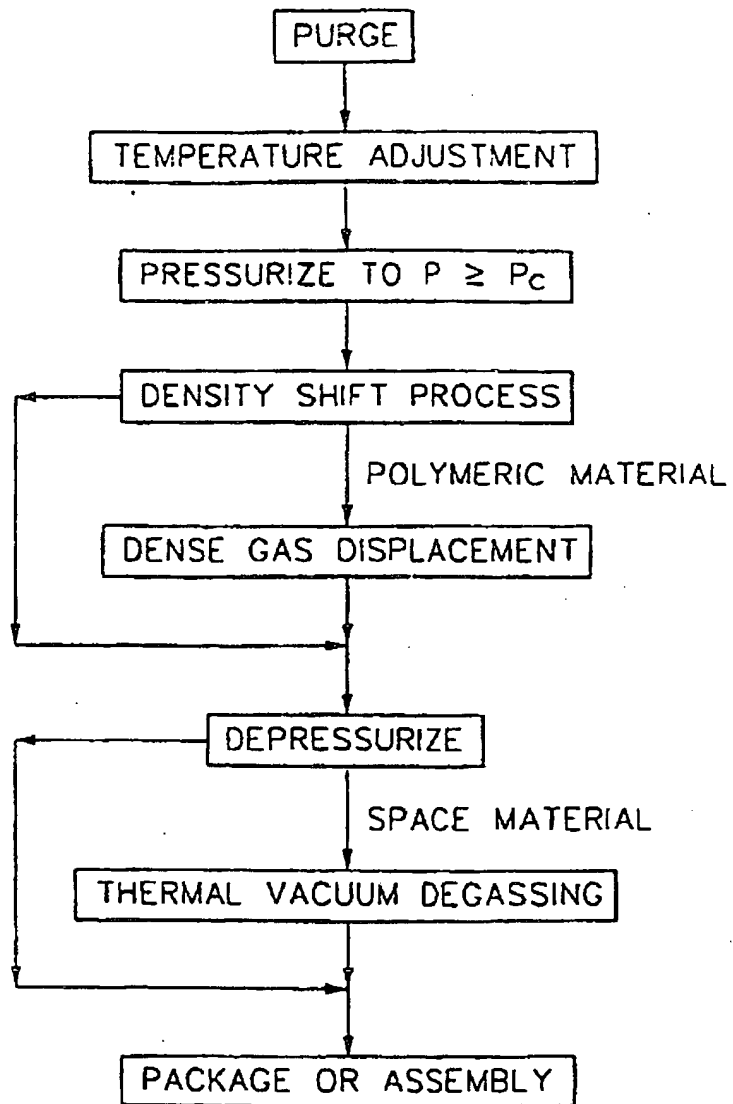 PURGE
TEMPERATURE ADJUSTMENT
PRESSURIZE TO P ≥ Pc
DENSITY SHIFT PROCESS
POLYMERIC MATERIAL
DENSE GAS DISPLACEMENT
DEPRESSURIZE
SPACE MATERIAL
THERMAL VACUUM DEGASSING
PACKAGE OR ASSEMBLY